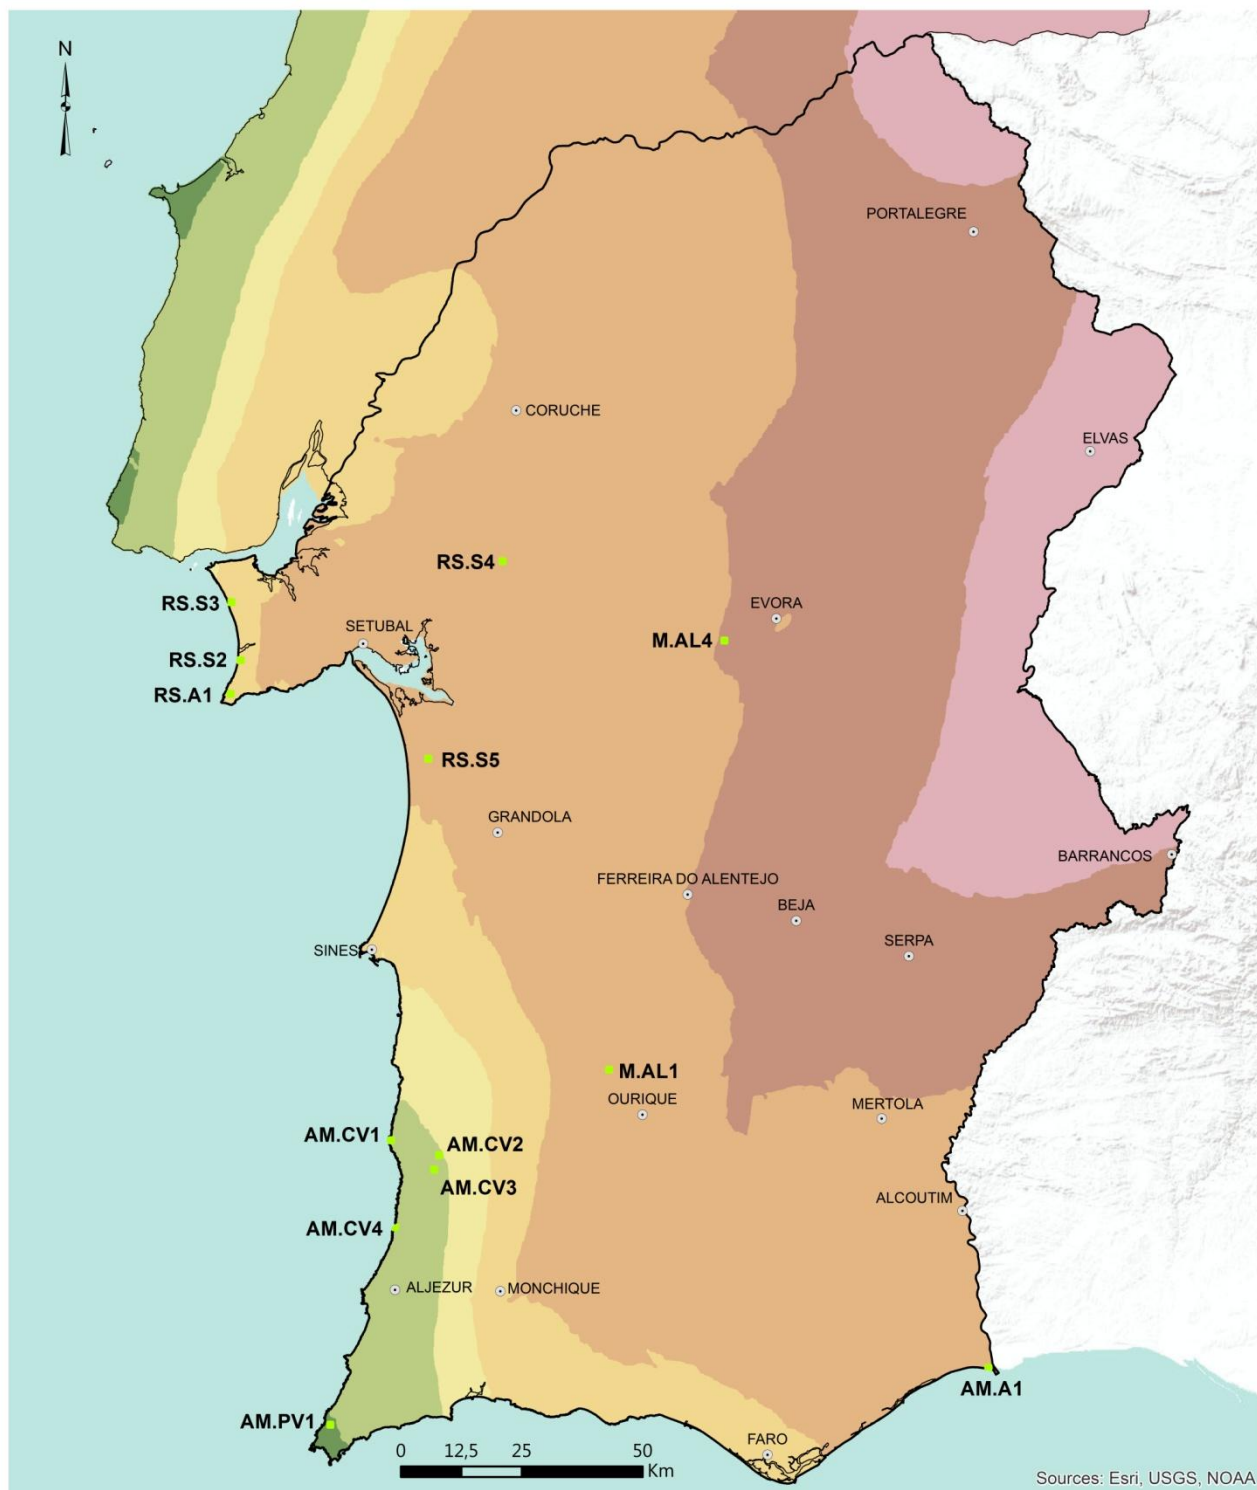 N
PORTALEGRE
CORUCHE
ELVAS
RS.S4
RS.S3
EVORA
SETUBAL
M.AL4
RS.S2
RS.A1
RS.S5
GRANDOLA
BARRANCOS
FERREIRA DO ALENTEJO
BEJA
SERPA
SINES
M.AL1
OURIQUE
MERTOLA
AM.CV1
AM.CV2
AM.CV3
ALCOUTIM
AM.CV4
ALJEZUR
MONCHIQUE
AM.A1
AM.PV1
FARO
0 12,5 25 50
Km
Sources: Esri, USGS, NOAA